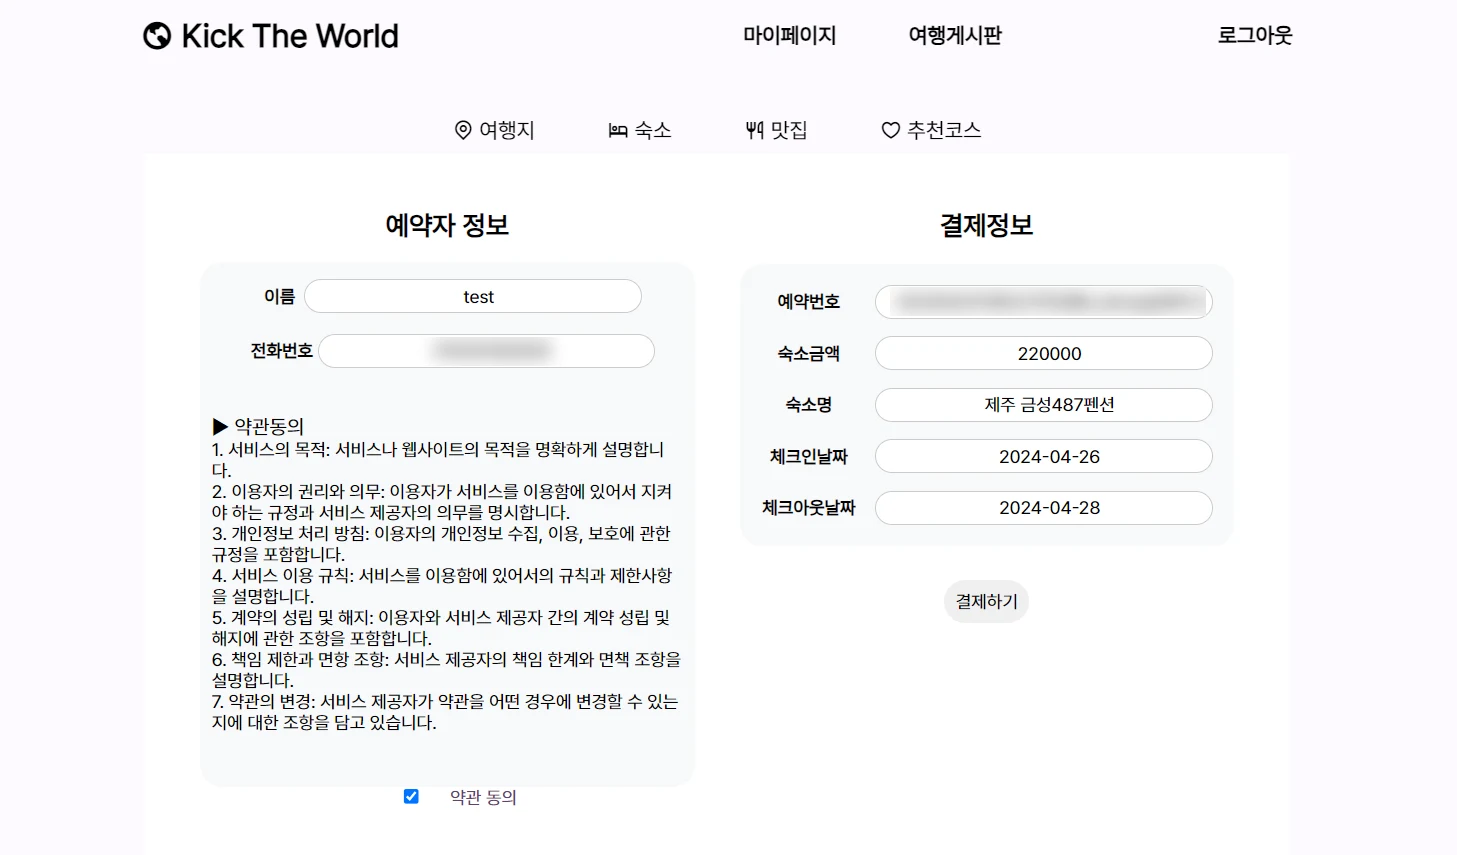 Kick The World
마이페이지
여행게시판
로그아웃
여행지
숙소
맛집
추천코스
예약자 정보
이름
test
전화번호
▶ 약관동의
1. 서비스의 목적: 서비스나 웹사이트의 목적을 명확하게 설명합니
다.
2. 이용자의 권리와 의무: 이용자가 서비스를 이용함에 있어서 지켜
야 하는 규정과 서비스 제공자의 의무를 명시합니다.
3. 개인정보 처리 방침: 이용자의 개인정보 수집, 이용, 보호에 관한
규정을 포함합니다.
4. 서비스 이용 규칙: 서비스를 이용함에 있어서의 규칙과 제한사항
을 설명합니다.
5. 계약의 성립 및 해지: 이용자와 서비스 제공자 간의 계약 성립 및
해지에 관한 조항을 포함합니다.
6. 책임 제한과 면항 조항: 서비스 제공자의 책임 한계와 면책 조항을
설명합니다.
7. 약관의 변경: 서비스 제공자가 약관을 어떤 경우에 변경할 수 있는
지에 대한 조항을 담고 있습니다.
약관 동의
결제정보
예약번호
숙소금액
220000
숙소명
제주 금성487펜션
체크인날짜
2024-04-26
체크아웃날짜
2024-04-28
결제하기